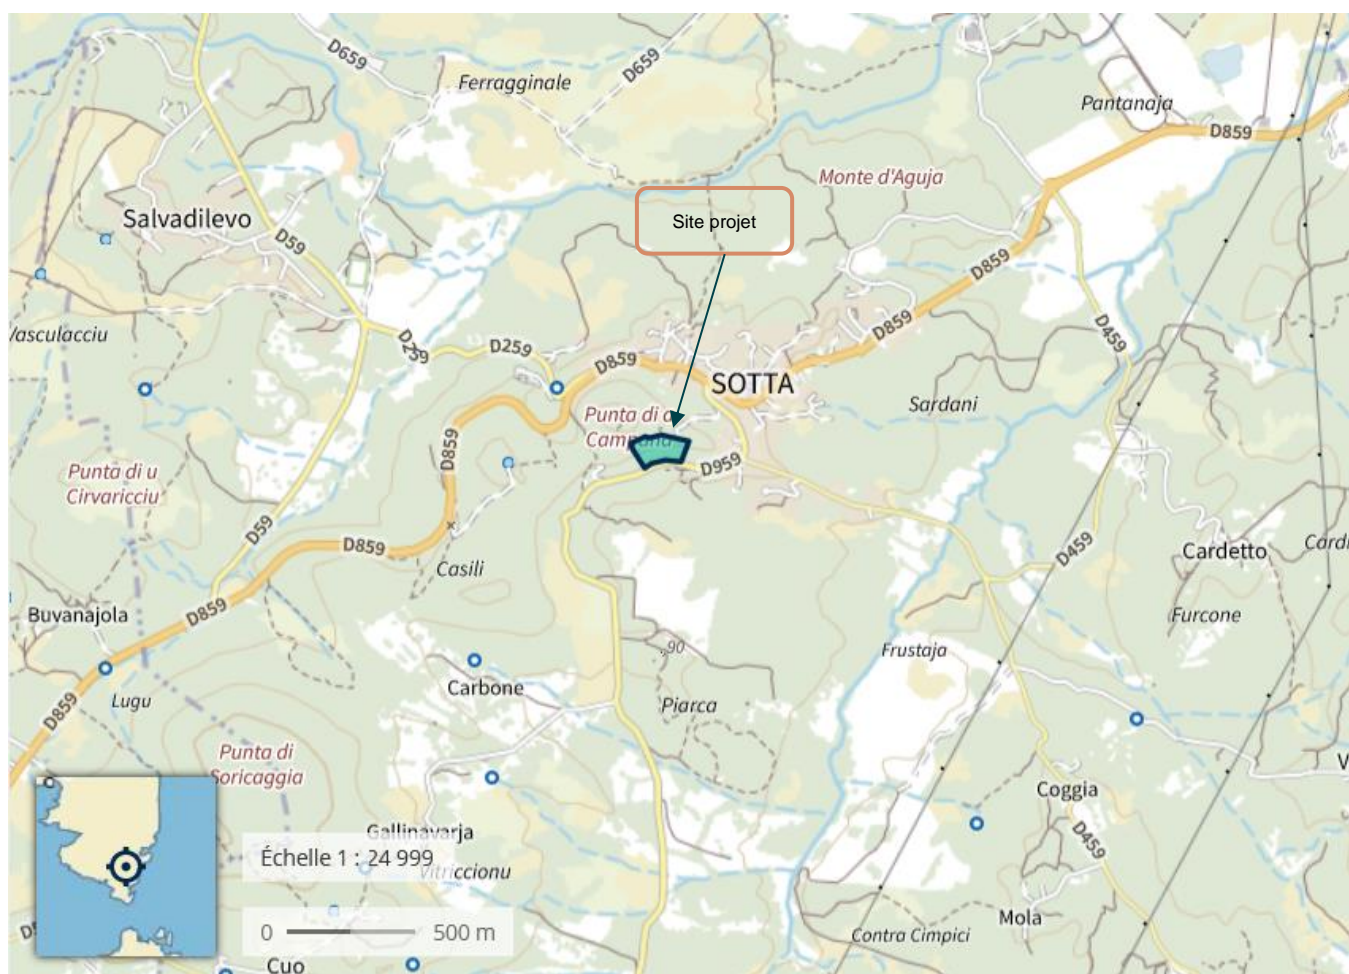 D659
Ferragginale
D659
Pantanaja
D859
Monte d'Aguja
Site projet
Salvadilevo
D59
D859
Vasculacciu
D259
D259
D859
D859
D459
SOTTA
Sardani
Punta di a
Campana
D859
D959
Punta di u
Cirvaricciu
D59
D859
Casili
D459
Cardetto
Cardi
D859
Buvanajola
Furcone
90
Frustaja
Carbone
Piarca
Lugu
D859
Punta di
Soricaggia
Coggia
V
Gallinavarja
D459
Échelle 1 : 24 999
Vitriccionu
Mola
0
500 m
Contra Cimpici
Cuo